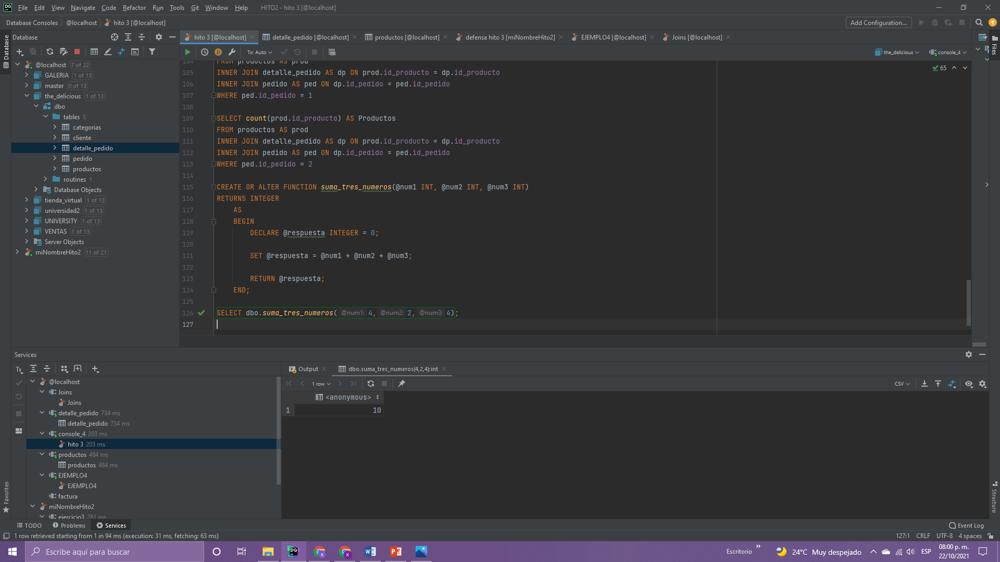 DG File Edit View Navigate Code Refactor Run Tools Git Window Help HITO2 - hito 3 [@localhost]
Database Consoles @localhost hito 3 [@localhost] Add Configuration...
Database
Database
hito 3 [@localhost] detalle_pedido [@localhost] productos [@localhost] defensa hito 3 [miNombreHito2] EJEMPLO4 [@localhost] Joins [@localhost]
Files
Tx: Auto the_delicious console_4
@localhost 7 of 22
GALERIA 1 of 13
master 0 of 13
the_delicious 1 of 13
dbo
tables 5
categorias
cliente
detalle_pedido
pedido
productos
routines 1
Database Objects
tienda_virtual 1 of 13
universidad2 1 of 13
UNIVERSITY 1 of 13
VENTAS 1 of 13
Server Objects
miNombreHito2 11 of 21
65
104 FROM productos AS prod
105 INNER JOIN detalle_pedido AS dp ON prod.id_producto = dp.id_producto
106 INNER JOIN pedido AS ped ON dp.id_pedido = ped.id_pedido
107 WHERE ped.id_pedido = 1
108
109 SELECT count(prod.id_producto) AS Productos
110 FROM productos AS prod
111 INNER JOIN detalle_pedido AS dp ON prod.id_producto = dp.id_producto
112 INNER JOIN pedido AS ped ON dp.id_pedido = ped.id_pedido
113 WHERE ped.id_pedido = 2
114
115 CREATE OR ALTER FUNCTION suma_tres_numeros(@num1 INT, @num2 INT, @num3 INT)
116 RETURNS INTEGER
117 AS
118 BEGIN
119 DECLARE @respuesta INTEGER = 0;
120
121 SET @respuesta = @num1 + @num2 + @num3;
122
123 RETURN @respuesta;
124 END;
125
126 SELECT dbo.suma_tres_numeros( @num1: 4, @num2: 2, @num3: 4);
127
Services
Tx
@localhost
Joins
Joins
detalle_pedido 734 ms
detalle_pedido 734 ms
console_4 203 ms
hito 3 203 ms
productos 484 ms
productos 484 ms
EJEMPLO4
EJEMPLO4
factura
miNombreHito2
ejercicio3 281 ms
Output dbo.suma_tres_numeros(4,2,4):int
1 row CSV
<anonymous>
1 10
Favorites
Structure
TODO Problems Services Event Log
1 row retrieved starting from 1 in 94 ms (execution: 31 ms, fetching: 63 ms) 127:1 CRLF UTF-8 4 spaces
Escribe aquí para buscar DG K K W P Escritorio » 24°C Muy despejado ESP 08:00 p. m.
22/10/2021